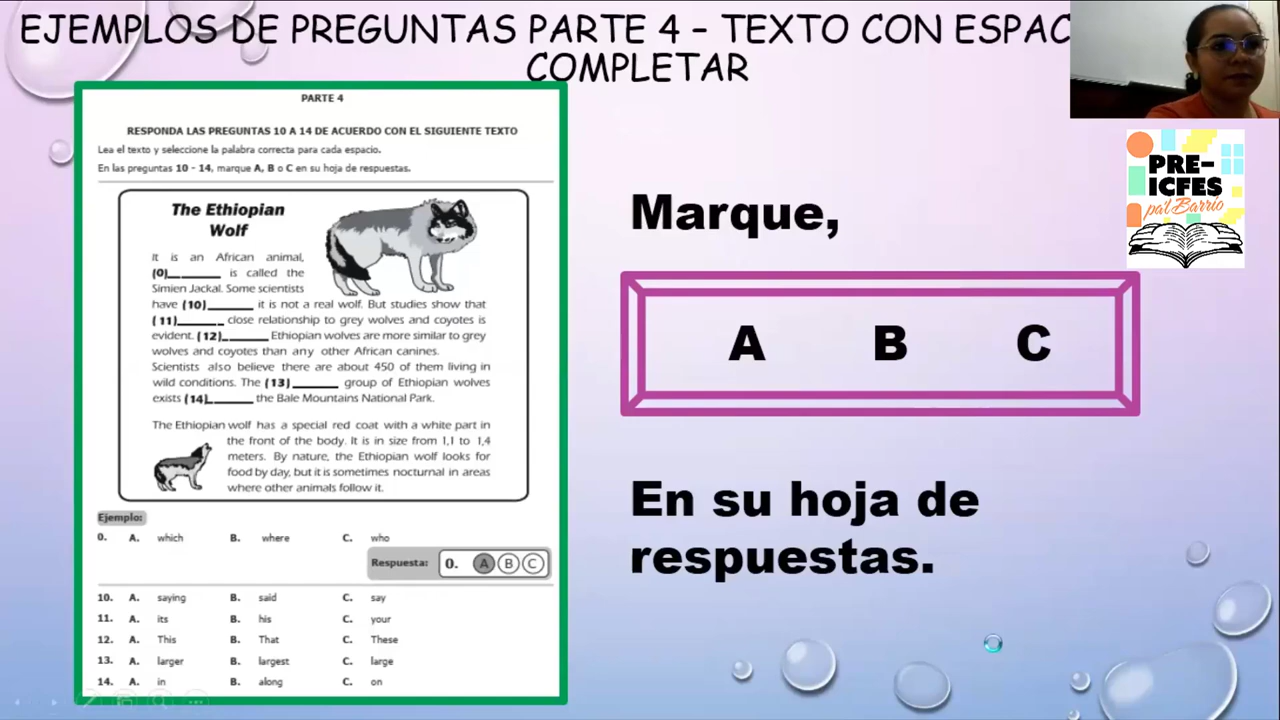 EJEMPLOS DE PREGUNTAS PARTE 4 – TEXTO CON ESPAC
COMPLETAR
PARTE 4
RESPONDA LAS PREGUNTAS 10 A 14 DE ACUERDO CON EL SIGUIENTE TEXTO
Lea el texto y seleccione la palabra correcta para cada espacio.
En las preguntas 10 - 14, marque A, B o C en su hoja de respuestas.
The Ethiopian
Wolf
It is an African animal,
(0)________ is called the
Simien Jackal. Some scientists
have (10)_______ it is not a real wolf. But studies show that
(11)_______ close relationship to grey wolves and coyotes is
evident. (12)_______ Ethiopian wolves are more similar to grey
wolves and coyotes than any other African canines.
Scientists also believe there are about 450 of them living in
wild conditions. The (13)_______ group of Ethiopian wolves
exists (14)_______ the Bale Mountains National Park.
The Ethiopian wolf has a special red coat with a white part in
the front of the body. It is in size from 1,1 to 1,4
meters. By nature, the Ethiopian wolf looks for
food by day, but it is sometimes nocturnal in areas
where other animals follow it.
Ejemplo:
0. A. which B. where C. who
Respuesta: 0. A B C
10. A. saying B. said C. say
11. A. its B. his C. your
12. A. This B. That C. These
13. A. larger B. largest C. large
14. A. in B. along C. on
Marque,
A B C
En su hoja de
respuestas.
PRE-
ICFES
pa'l Barrio